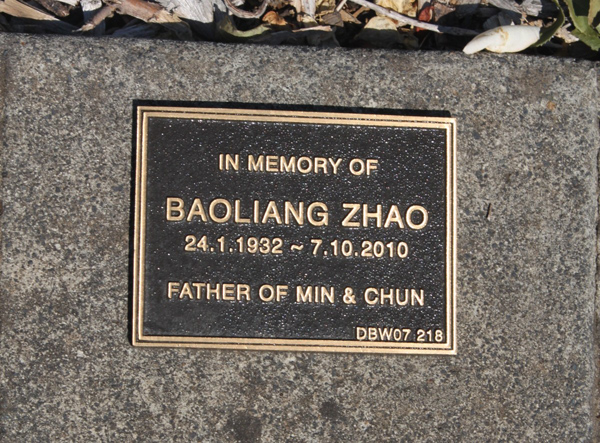 IN MEMORY OF
BAOLIANG ZHAO
24.1.1932 ~ 7.10.2010
FATHER OF MIN & CHUN
DBW07 218